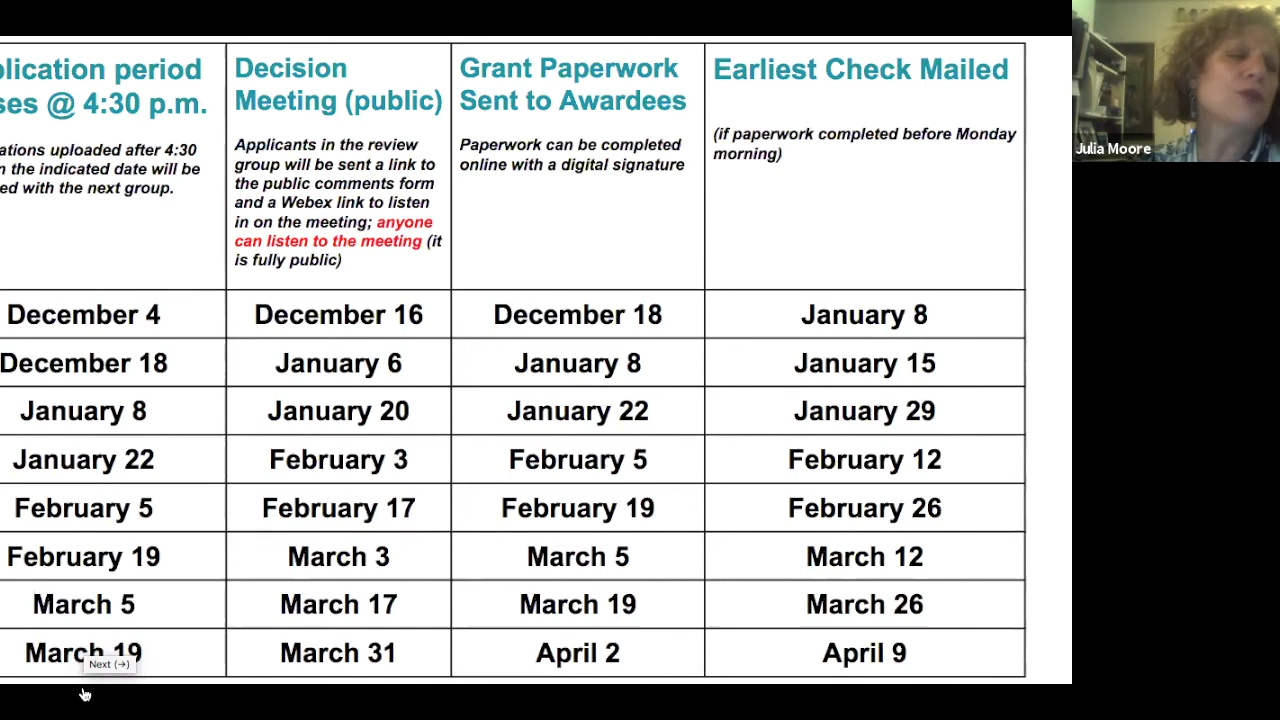 plication period
ses @ 4:30 p.m.
ations uploaded after 4:30
n the indicated date will be
ed with the next group.
Decision
Meeting (public)
Applicants in the review
group will be sent a link to
the public comments form
and a Webex link to listen
in on the meeting; anyone
can listen to the meeting (it
is fully public)
Grant Paperwork
Sent to Awardees
Paperwork can be completed
online with a digital signature
Earliest Check Mailed
(if paperwork completed before Monday
morning)
Julia Moore
December 4 December 16 December 18 January 8
December 18 January 6 January 8 January 15
January 8 January 20 January 22 January 29
January 22 February 3 February 5 February 12
February 5 February 17 February 19 February 26
February 19 March 3 March 5 March 12
March 5 March 17 March 19 March 26
March 19 March 31 April 2 April 9
Next (→)